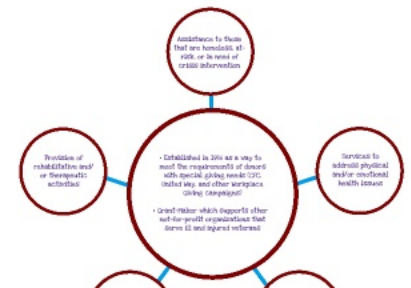 Assistance to those
that are homeless, at-
risk, or in need of
crisis intervention
Provision of
rehabilitative and/
or therapeutic
activities
• Established in as a way to
meet the requirements of donors
with special giving needs (CFC,
United Way, and other Workplace
Giving Campaigns)
• Grant-Maker which supports other
not-for-profit organizations that
serve ill and injured veterans
Services to
address physical
and/or emotional
health issues